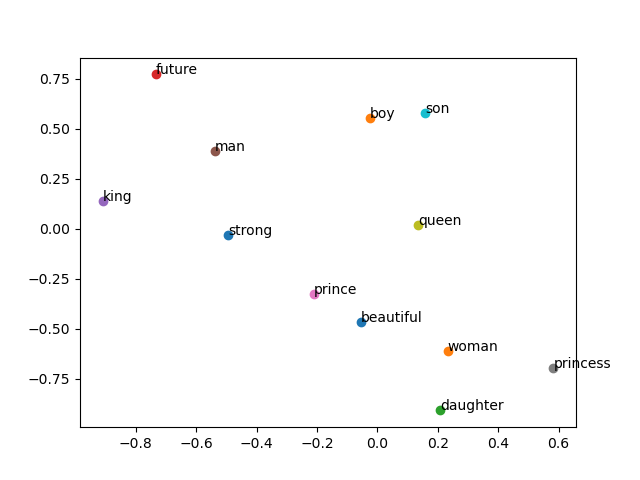 future
0.75
son
boy
0.50
man
0.25
king
queen
0.00
strong
−0.25
prince
beautiful
−0.50
woman
princess
−0.75
daughter
−0.8 −0.6 −0.4 −0.2 0.0 0.2 0.4 0.6